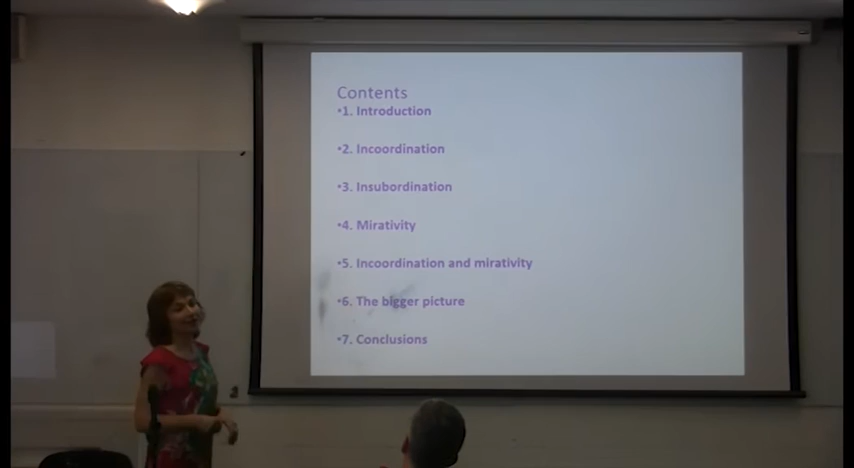 Contents
•1. Introduction
•2. Incoordination
•3. Insubordination
•4. Mirativity
•5. Incoordination and mirativity
•6. The bigger picture
•7. Conclusions